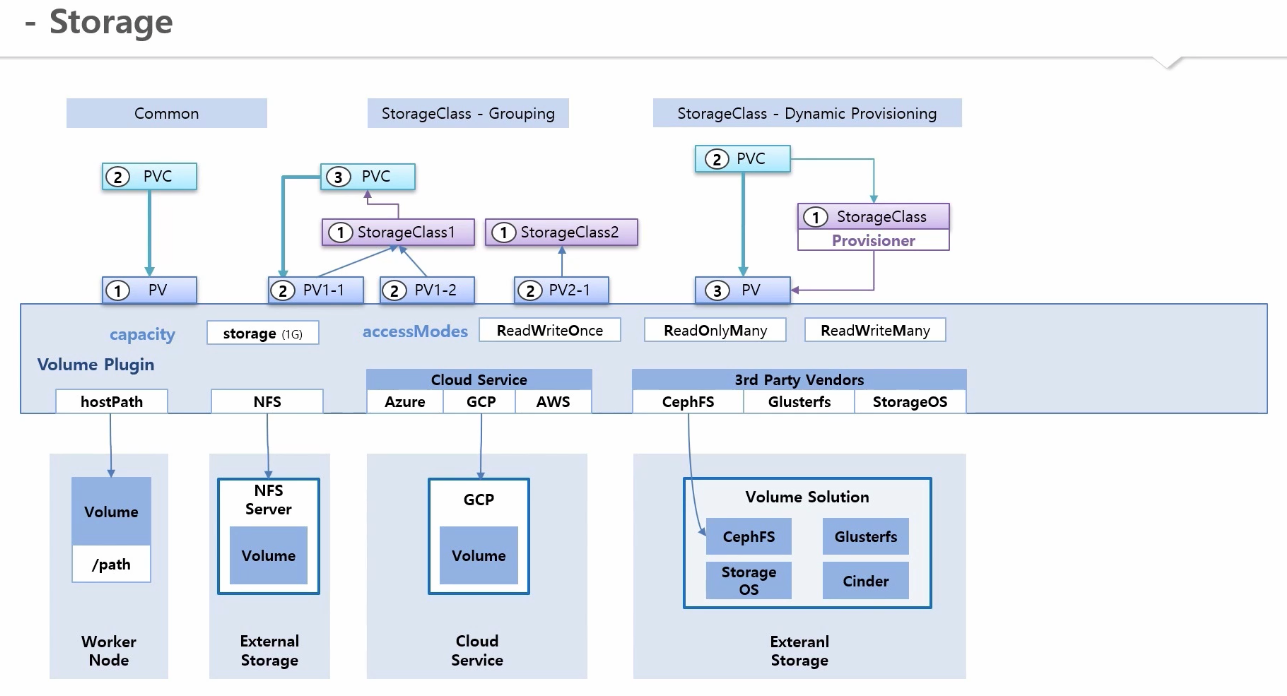 - Storage
Common
StorageClass - Grouping
StorageClass - Dynamic Provisioning
2 PVC
3 PVC
2 PVC
1 StorageClass1
1 StorageClass2
1 StorageClass
Provisioner
1 PV
2 PV1-1
2 PV1-2
2 PV2-1
3 PV
capacity
storage (1G)
accessModes
ReadWriteOnce
ReadOnlyMany
ReadWriteMany
Volume Plugin
Cloud Service
3rd Party Vendors
hostPath
NFS
Azure
GCP
AWS
CephFS
Glusterfs
StorageOS
Volume
/path
Worker
Node
NFS
Server
Volume
External
Storage
GCP
Volume
Cloud
Service
Volume Solution
CephFS
Glusterfs
Storage
OS
Cinder
Exteranl
Storage